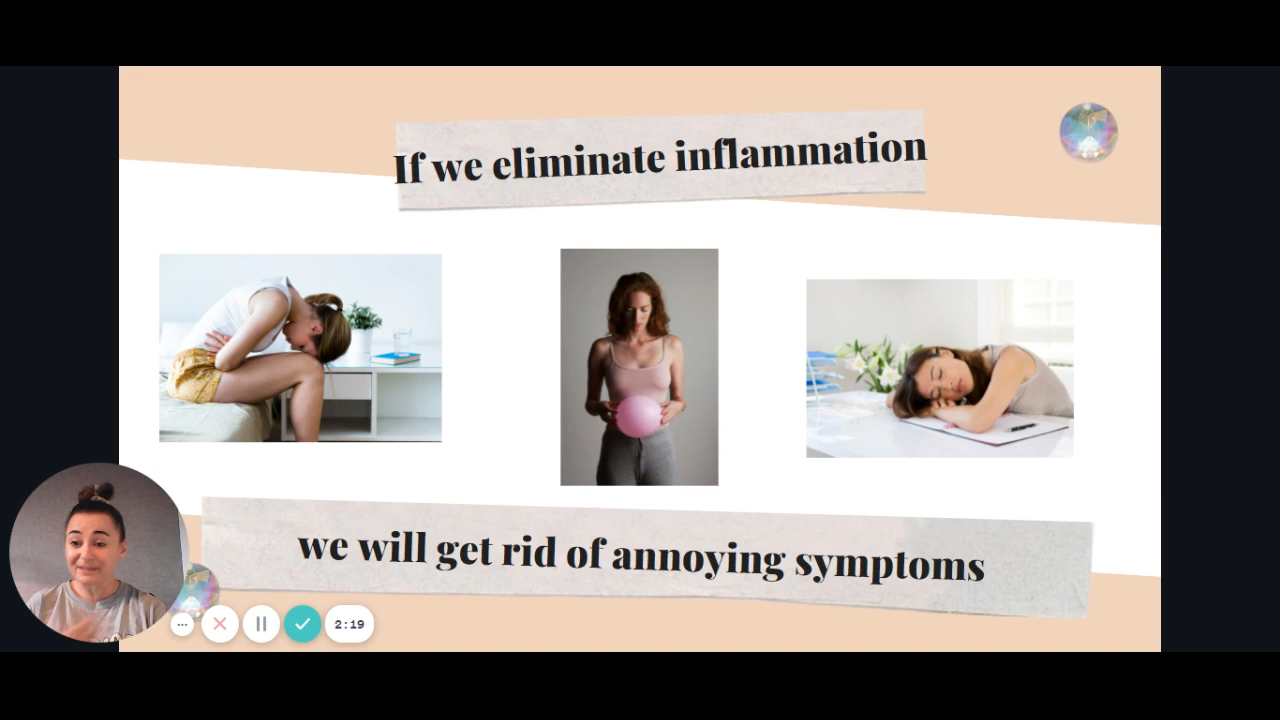 If we eliminate inflammation
we will get rid of annoying symptoms
2:19